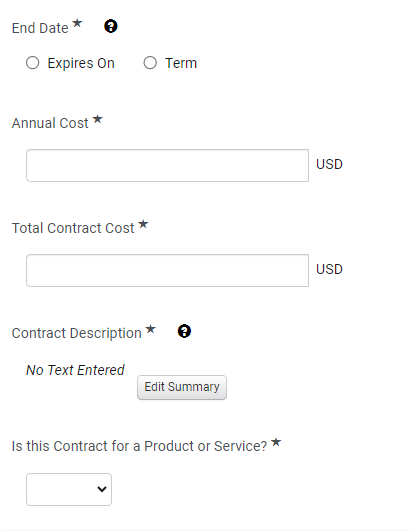 End Date ★ ?
Expires On Term
Annual Cost ★
USD
Total Contract Cost ★
USD
Contract Description ★ ?
No Text Entered
Edit Summary
Is this Contract for a Product or Service? ★